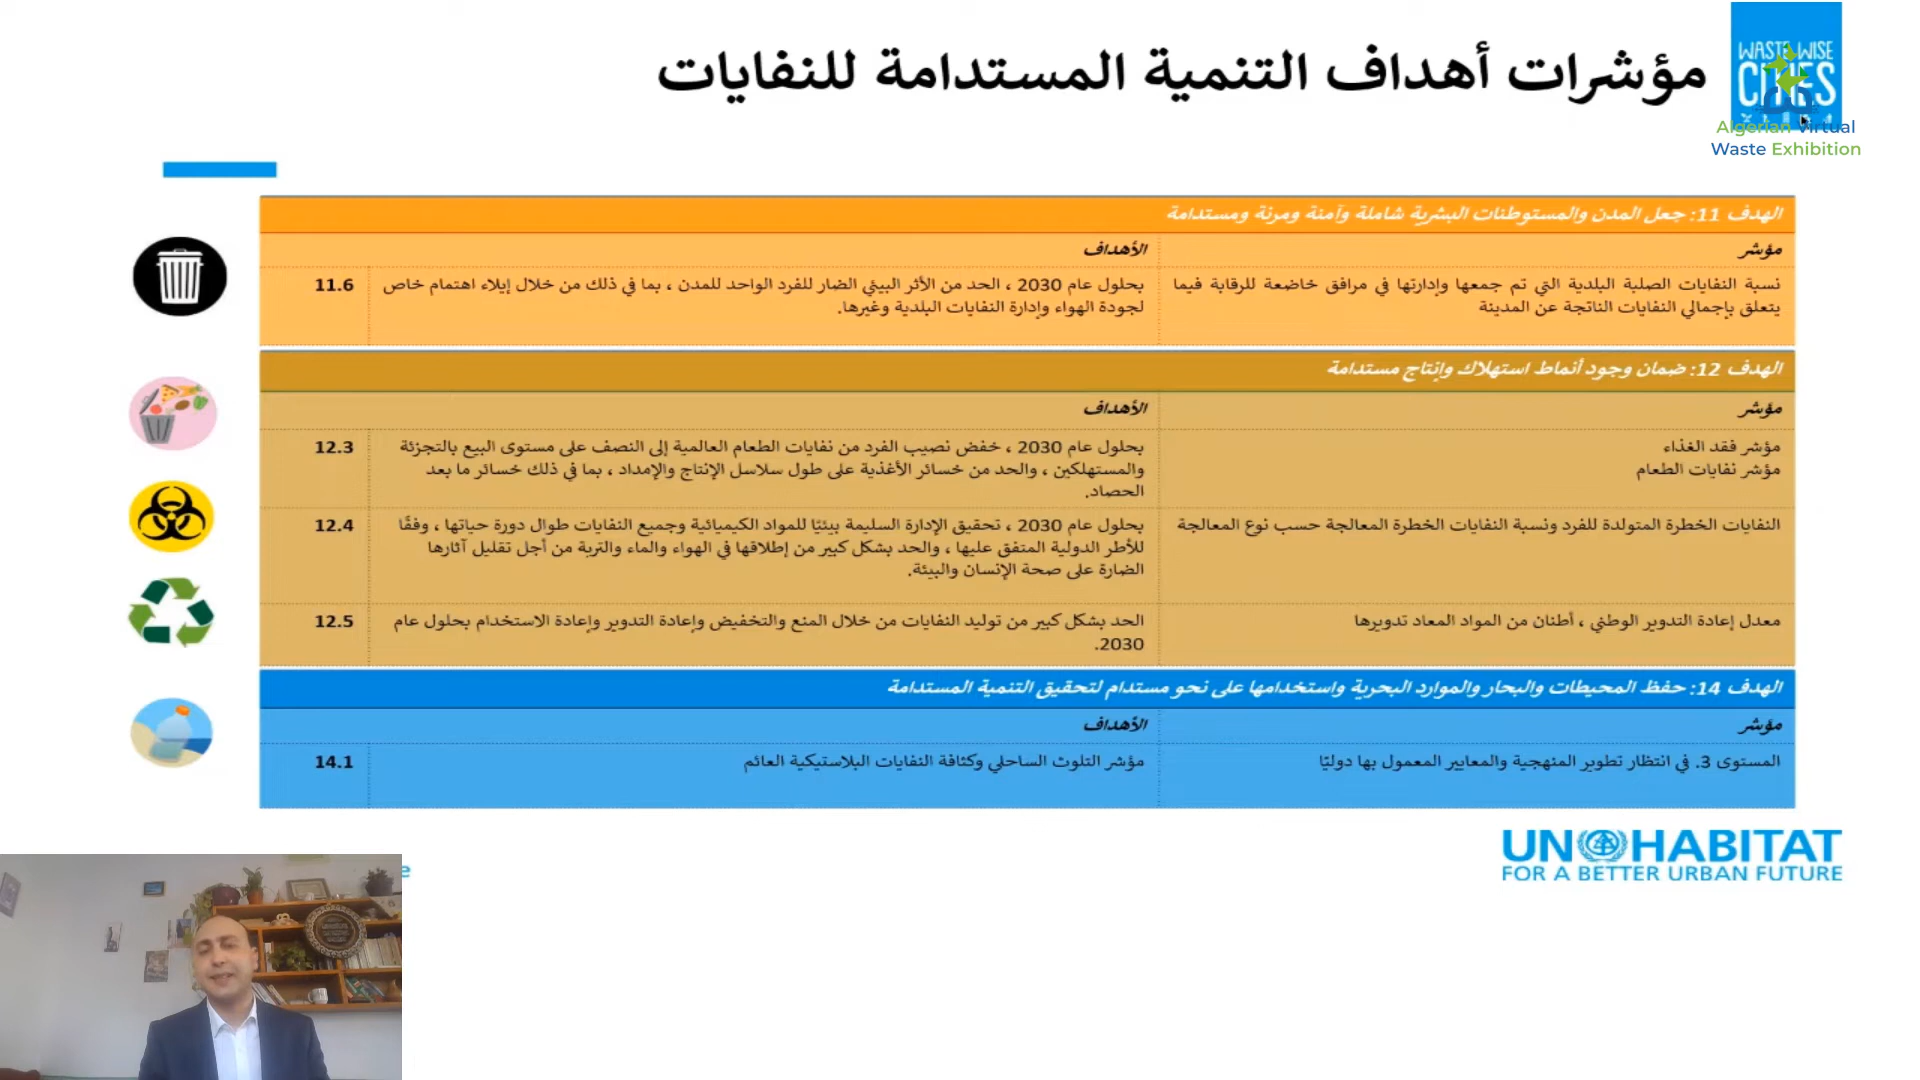 مؤشرات أهداف التنمية المستدامة للنفايات
WASTE WISE
CITIES
Algerian Virtual
Waste Exhibition
الهدف 11: جعل المدن والمستوطنات البشرية شاملة وآمنة ومرنة ومستدامة
مؤشر
الأهداف
نسبة النفايات الصلبة البلدية التي تم جمعها وإدارتها في مرافق خاضعة للرقابة فيما
يتعلق بإجمالي النفايات الناتجة عن المدينة
بحلول عام 2030 ، الحد من الأثر البيئي الضار للفرد الواحد للمدن ، بما في ذلك من خلال إيلاء اهتمام خاص
لجودة الهواء وإدارة النفايات البلدية وغيرها.
11.6
الهدف 12: ضمان وجود أنماط استهلاك وإنتاج مستدامة
مؤشر
الأهداف
مؤشر فقد الغذاء
مؤشر نفايات الطعام
بحلول عام 2030 ، خفض نصيب الفرد من نفايات الطعام العالمية إلى النصف على مستوى البيع بالتجزئة
والمستهلكين ، والحد من خسائر الأغذية على طول سلاسل الإنتاج والإمداد ، بما في ذلك خسائر ما بعد
الحصاد.
12.3
النفايات الخطرة المتولدة للفرد ونسبة النفايات الخطرة المعالجة حسب نوع المعالجة
بحلول عام 2030 ، تحقيق الإدارة السليمة بيئيًا للمواد الكيميائية وجميع النفايات طوال دورة حياتها ، وفقًا
للأطر الدولية المتفق عليها ، والحد بشكل كبير من إطلاقها في الهواء والماء والتربة من أجل تقليل آثارها
الضارة على صحة الإنسان والبيئة.
12.4
معدل إعادة التدوير الوطني ، أطنان من المواد المعاد تدويرها
الحد بشكل كبير من توليد النفايات من خلال المنع والتخفيض وإعادة التدوير وإعادة الاستخدام بحلول عام
2030.
12.5
الهدف 14: حفظ المحيطات والبحار والموارد البحرية واستخدامها على نحو مستدام لتحقيق التنمية المستدامة
مؤشر
الأهداف
المستوى 3. في انتظار تطوير المنهجية والمعايير المعمول بها دوليًا
مؤشر التلوث الساحلي وكثافة النفايات البلاستيكية العائم
14.1
UN HABITAT
FOR A BETTER URBAN FUTURE